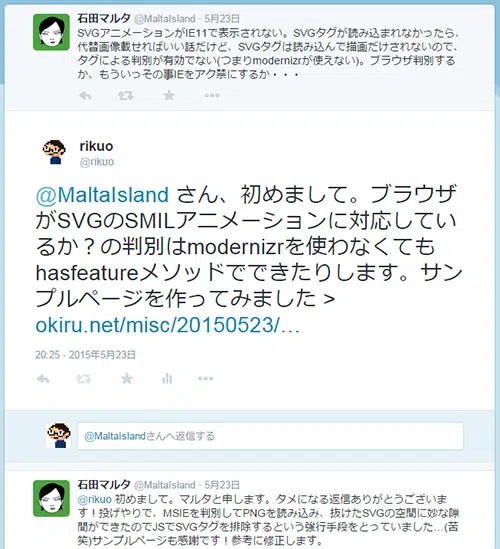 石田マルタ @MaltaIsland · 5月23日
SVGアニメーションがIE11で表示されない。SVGタグが読み込まれなかったら、
代替画像載せればいい話だけど、SVGタグは読み込んで描画だけされないので、
タグによる判別が有効でない(つまりmodernizrが使えない)。ブラウザ判別する
か、もういっその事IEをアク禁にするか・・・
rikuo
@rikuo
@MaltaIsland さん、初めまして。ブラウザ
がSVGのSMILアニメーションに対応してい
るか？の判別はmodernizrを使わなくても
hasfeatureメソッドでできたりします。サン
プルページを作ってみました >
okiru.net/misc/20150523/…
20:25 - 2015年5月23日
@MaltaIslandさんへ返信する
石田マルタ @MaltaIsland · 5月23日
@rikuo 初めまして。マルタと申します。タメになる返信ありがとうございま
す！投げやりで、MSIEを判別してPNGを読み込み、抜けたSVGの空間に妙な隙
間ができたのでJSでSVGタグを排除するという強行手段をとっていました…(苦
笑)サンプルページも感謝です！参考に修正します。